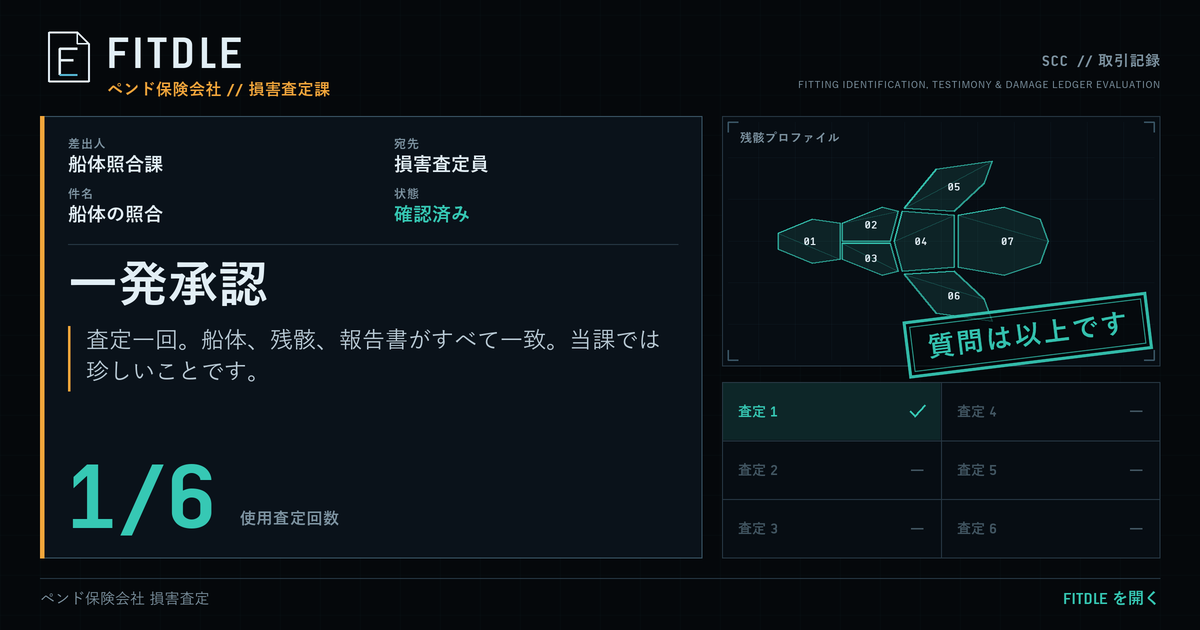 FITDLE
ペンド保険会社 // 損害査定課
SCC // 取引記録
FITTING IDENTIFICATION, TESTIMONY & DAMAGE LEDGER EVALUATION
差出人
船体照合課
宛先
損害査定員
件名
船体の照合
状態
確認済み
一発承認
査定一回。船体、残骸、報告書がすべて一致。当課では
珍しいことです。
1/6
使用査定回数
残骸プロファイル
05
02
01
04
07
03
06
質問は以上です
査定 1
査定 4
査定 2
査定 5
査定 3
査定 6
ペンド保険会社 損害査定
FITDLE を開く